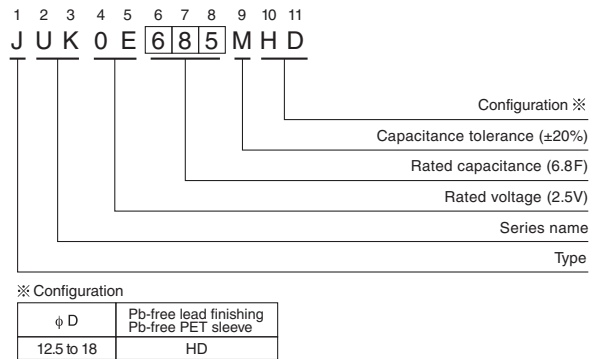 1 2 3 4 5 6 7 8 9 10 11
J U K 0 E 6 8 5 M H D
Configuration ※
Capacitance tolerance (±20%)
Rated capacitance (6.8F)
Rated voltage (2.5V)
Series name
Type
※ Configuration
ϕ D
Pb-free lead finishing
Pb-free PET sleeve
12.5 to 18
HD